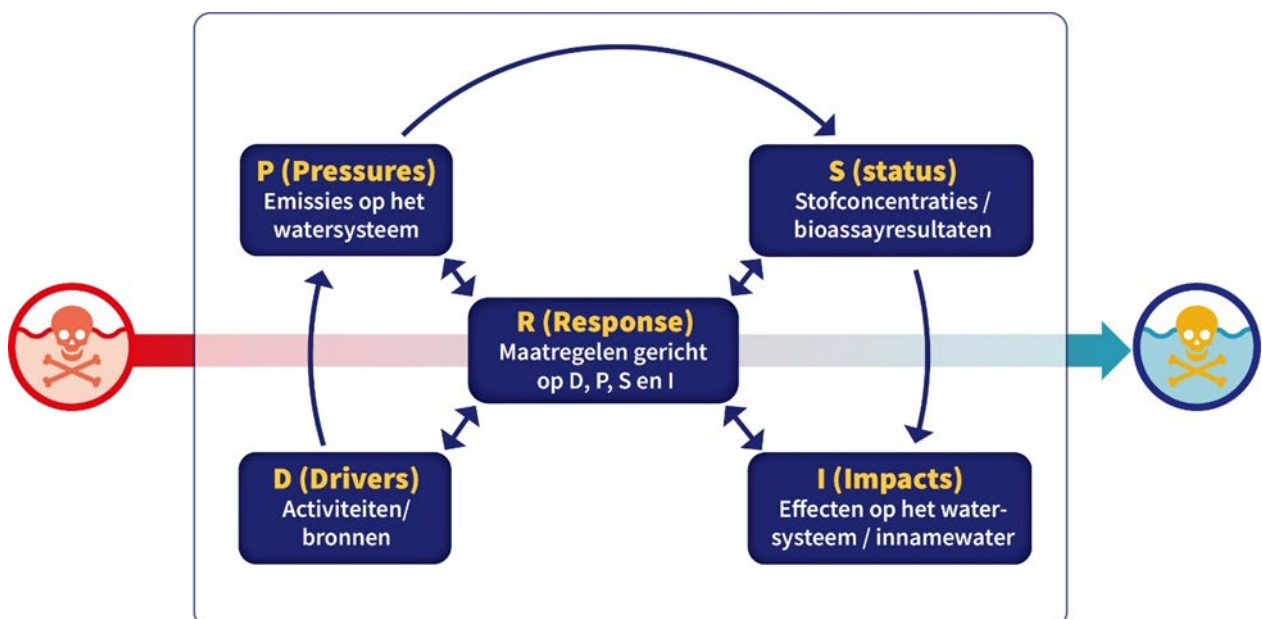 P (Pressures)
Emissies op het
watersysteem
S (status)
Stofconcentraties /
bioassayresultaten
R (Response)
Maatregelen gericht
op D, P, S en I
D (Drivers)
Activiteiten/
bronnen
I (Impacts)
Effecten op het water-
systeem / innamewater